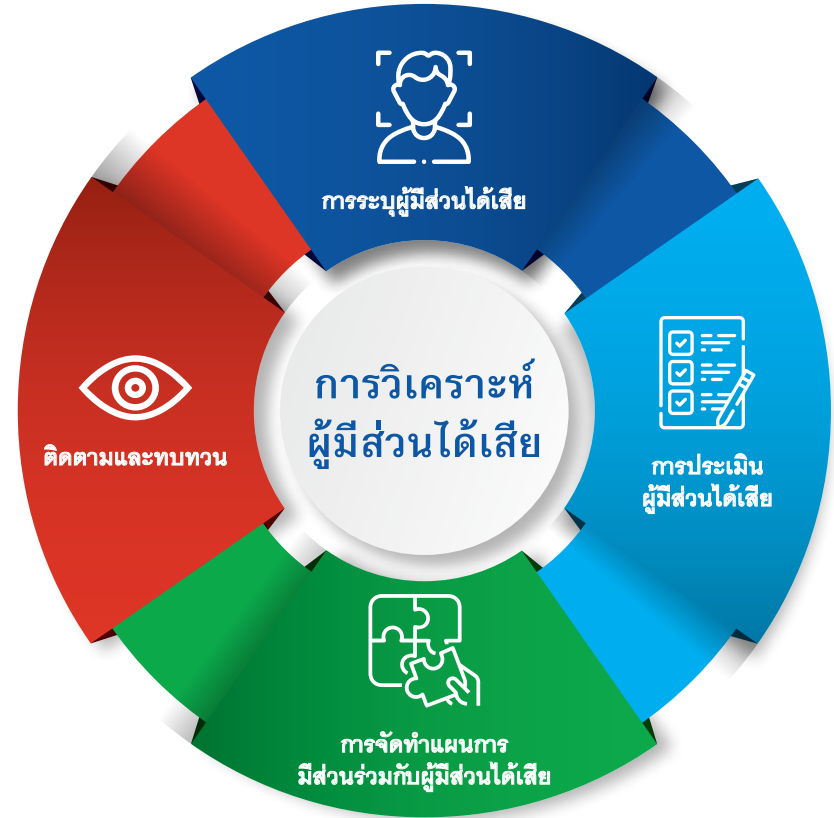 การระบุผู้มีส่วนได้เสีย
การวิเคราะห์
ผู้มีส่วนได้เสีย
การประเมิน
ผู้มีส่วนได้เสีย
การจัดทำแผนการ
มีส่วนร่วมกับผู้มีส่วนได้เสีย
ติดตามและทบทวน